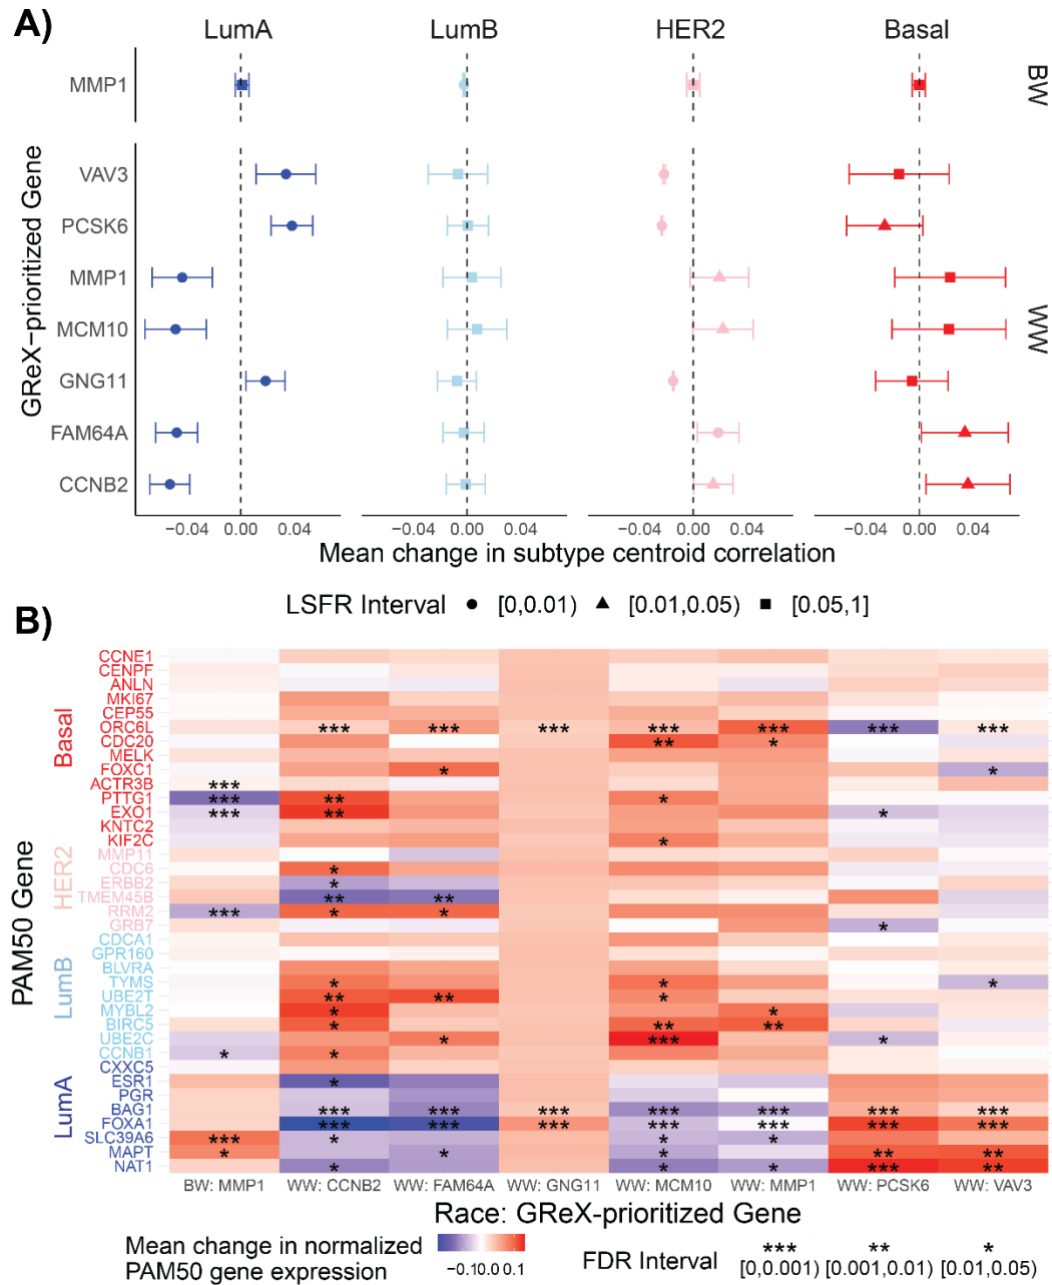 A)
LumA LumB HER2 Basal
MMP1
BW
GReX−prioritized Gene
VAV3
PCSK6
MMP1
MCM10
GNG11
FAM64A
CCNB2
WW
−0.04 0.00 0.04 −0.04 0.00 0.04 −0.04 0.00 0.04 −0.04 0.00 0.04
Mean change in subtype centroid correlation
LSFR Interval [0,0.01) [0.01,0.05) [0.05,1]
B)
PAM50 Gene
Basal
HER2
LumB
LumA
CCNE1
CENPF
ANLN
MKI67
CEP55
ORC6L *** *** *** *** *** *** ***
CDC20 ** *
MELK
FOXC1 * *
ACTR3B ***
PTTG1 *** ** *
EXO1 *** ** *
KNTC2
KIF2C *
MMP11
CDC6 *
ERBB2 *
TMEM45B ** **
RRM2 *** * *
GRB7 *
CDCA1
GPR160
BLVRA
TYMS * * *
UBE2T ** ** *
MYBL2 * *
BIRC5 * ** **
UBE2C * *** *
CCNB1 * *
CXXC5
ESR1 *
PGR
BAG1 *** *** *** *** *** *** ***
FOXA1 *** *** *** *** *** *** ***
SLC39A6 *** * * *
MAPT * * * ** **
NAT1 * * * *** **
BW: MMP1 WW: CCNB2 WW: FAM64A WW: GNG11 WW: MCM10 WW: MMP1 WW: PCSK6 WW: VAV3
Race: GReX-prioritized Gene
Mean change in normalized
PAM50 gene expression
−0.10.0 0.1
FDR Interval
*** ** *
[0,0.001) [0.001,0.01) [0.01,0.05)